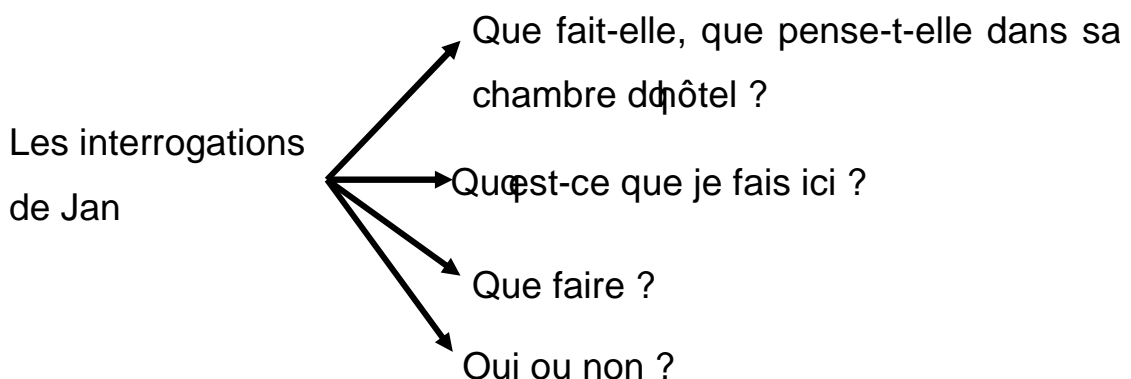 Que fait-elle, que pense-t-elle dans sa
chambre d'hôtel ?
Les interrogations
de Jan
Qu'est-ce que je fais ici ?
Que faire ?
Oui ou non ?